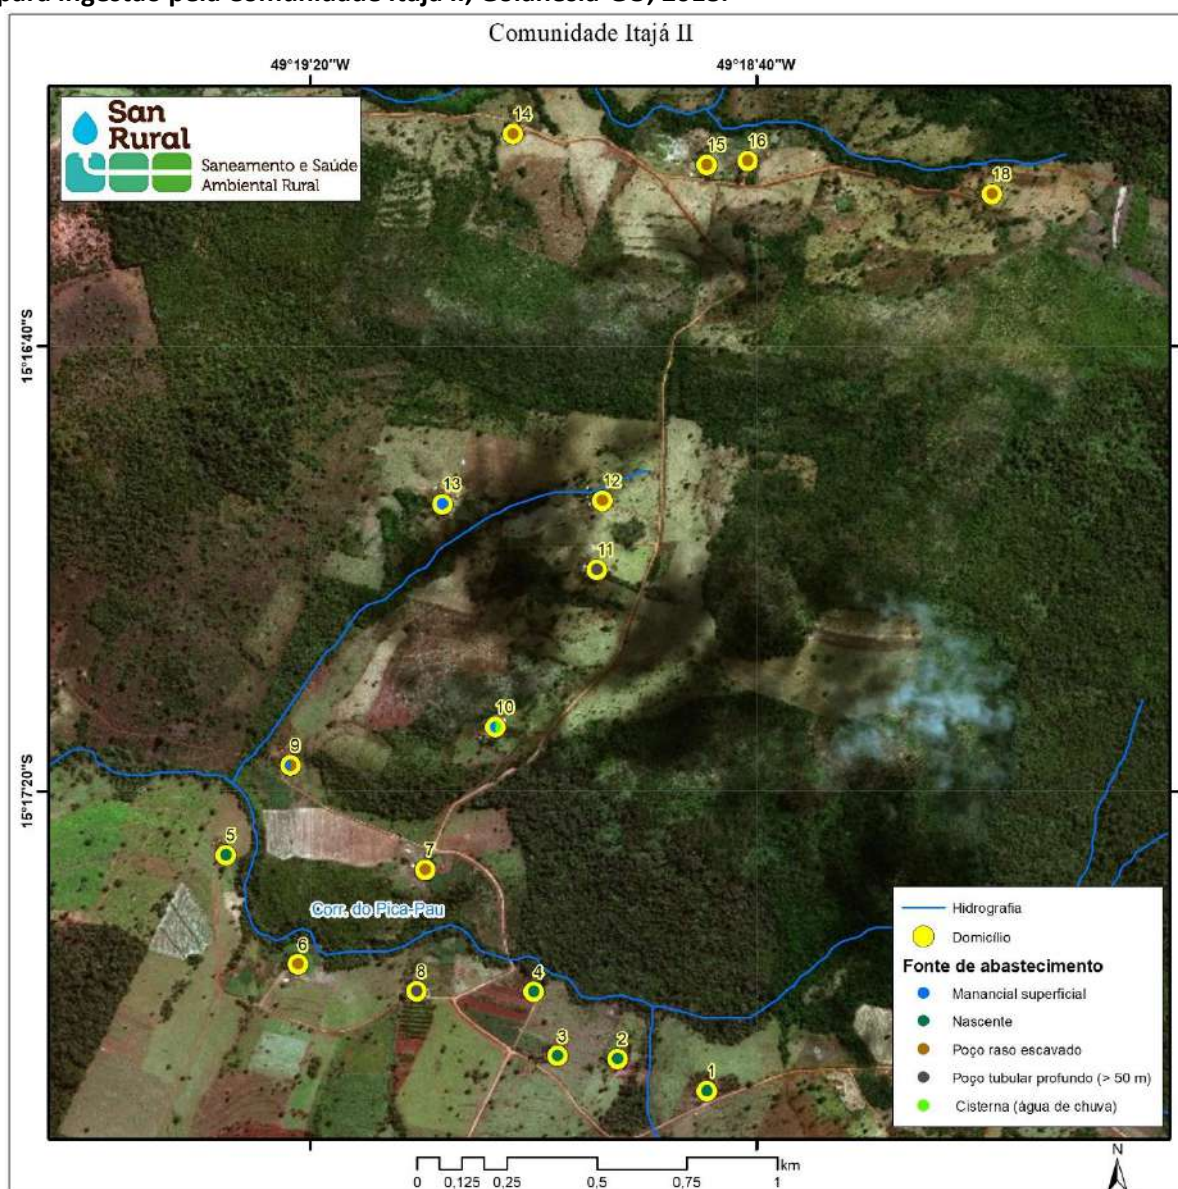 para ingestão pela Comunidade Itajá II, Goianésia-GO, 2018.
Comunidade Itajá II
49°19'20"W
49°18'40"W
San
Rural
Saneamento e Saúde
Ambiental Rural
14
15
16
18
15°16'40"S
13
12
11
10
9
15°17'20"S
5
7
Corr. do Pica-Pau
6
8
4
3
2
1
Hidrografia
Domicílio
Fonte de abastecimento
Manancial superficial
Nascente
Poço raso escavado
Poço tubular profundo (> 50 m)
Cisterna (água de chuva)
km
0 0,125 0,25 0,5 0,75 1
N